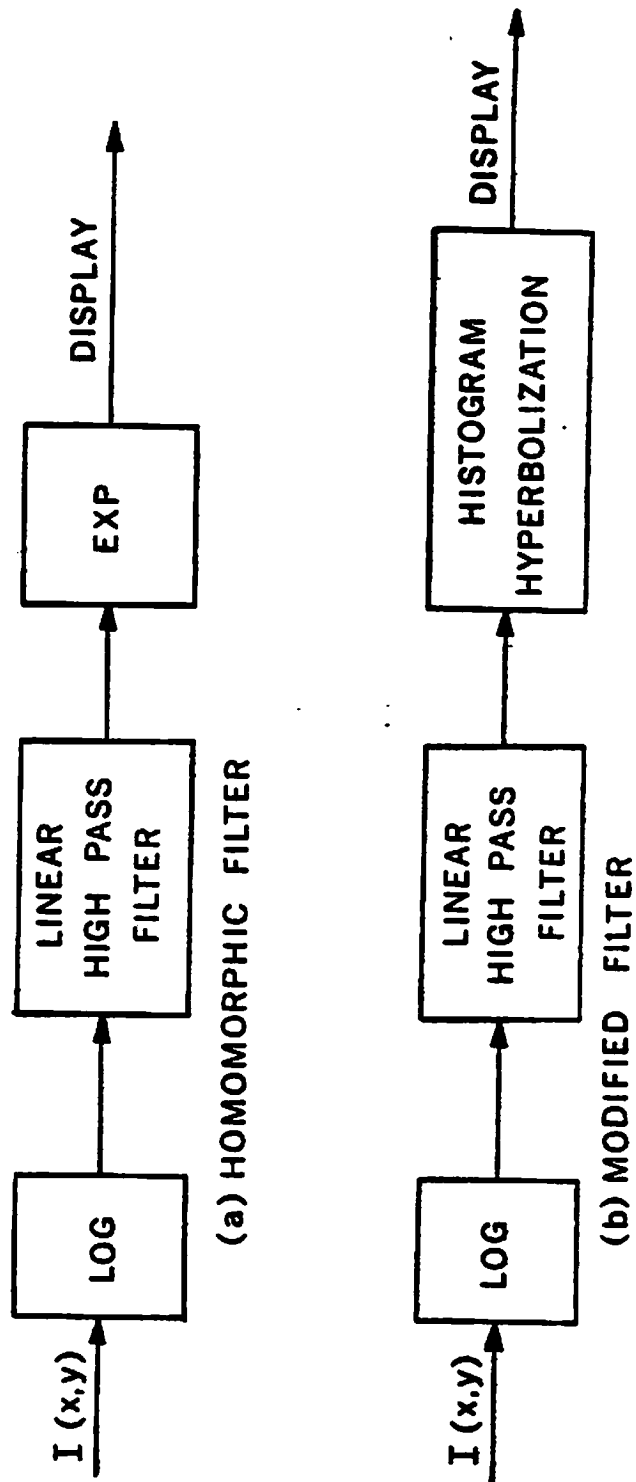 I (x,y)
LOG
LINEAR
HIGH PASS
FILTER
EXP
DISPLAY
(a) HOMOMORPHIC FILTER
I (x,y)
LOG
LINEAR
HIGH PASS
FILTER
HISTOGRAM
HYPERBOLIZATION
DISPLAY
(b) MODIFIED FILTER